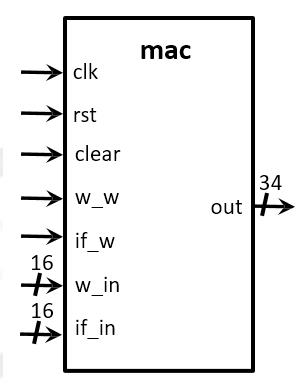 mac
clk
rst
clear
w_w
if_w
16
w_in
16
if_in
34
out